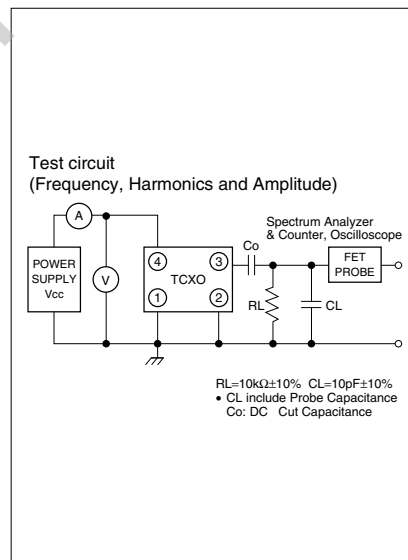 Test circuit
(Frequency, Harmonics and Amplitude)
A
Spectrum Analyzer
& Counter, Oscilloscope
Co
POWER
SUPPLY
Vcc
V
4
3
TCXO
1
2
RL
CL
FET
PROBE
RL=10kΩ±10% CL=10pF±10%
• CL include Probe Capacitance
Co: DC Cut Capacitance